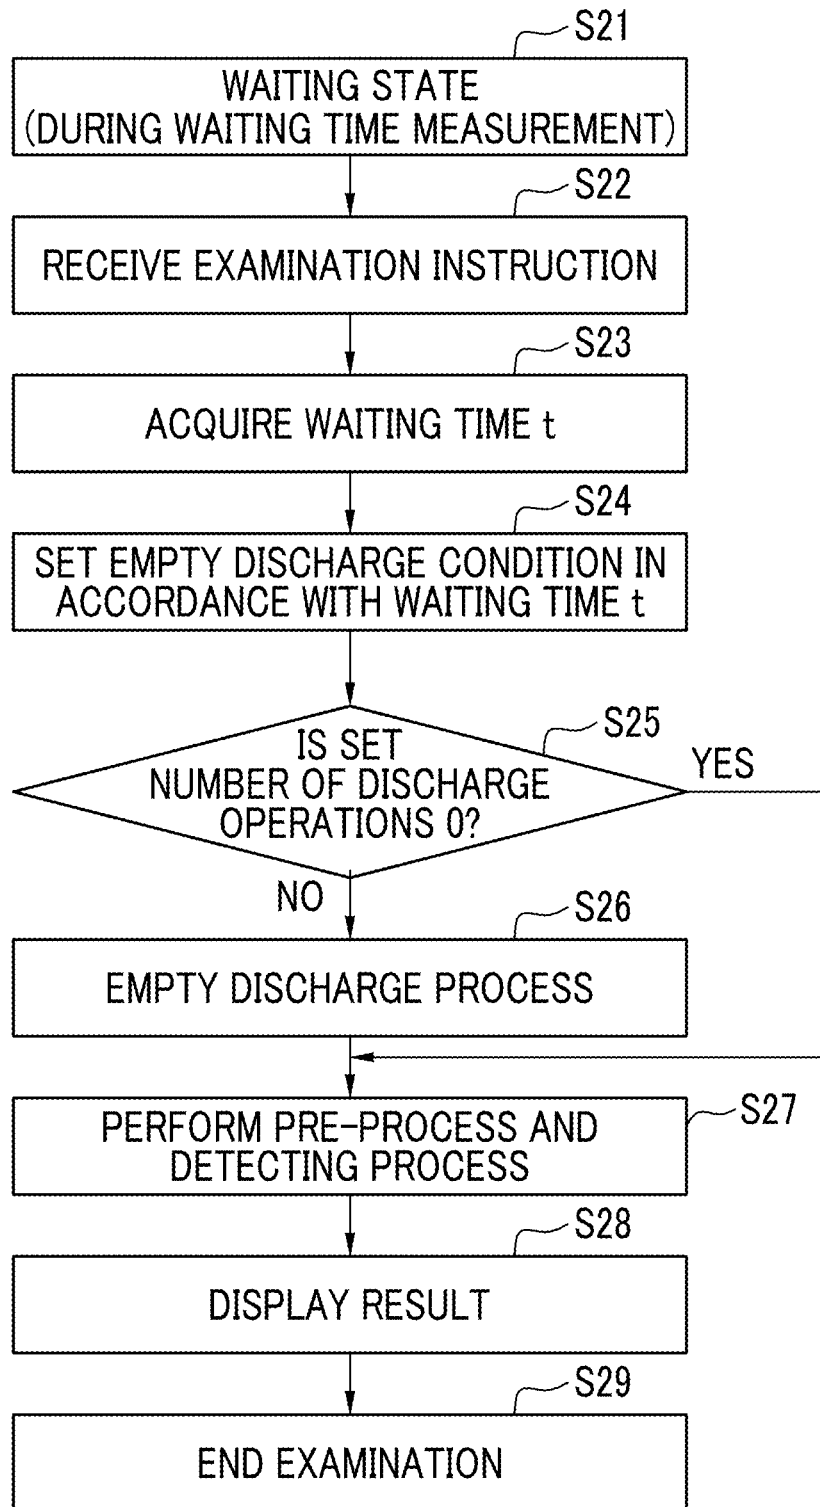 S21
WAITING STATE
(DURING WAITING TIME MEASUREMENT)
S22
RECEIVE EXAMINATION INSTRUCTION
S23
ACQUIRE WAITING TIME t
S24
SET EMPTY DISCHARGE CONDITION IN
ACCORDANCE WITH WAITING TIME t
S25
IS SET
NUMBER OF DISCHARGE
OPERATIONS 0?
YES
NO
S26
EMPTY DISCHARGE PROCESS
S27
PERFORM PRE-PROCESS AND
DETECTING PROCESS
S28
DISPLAY RESULT
S29
END EXAMINATION